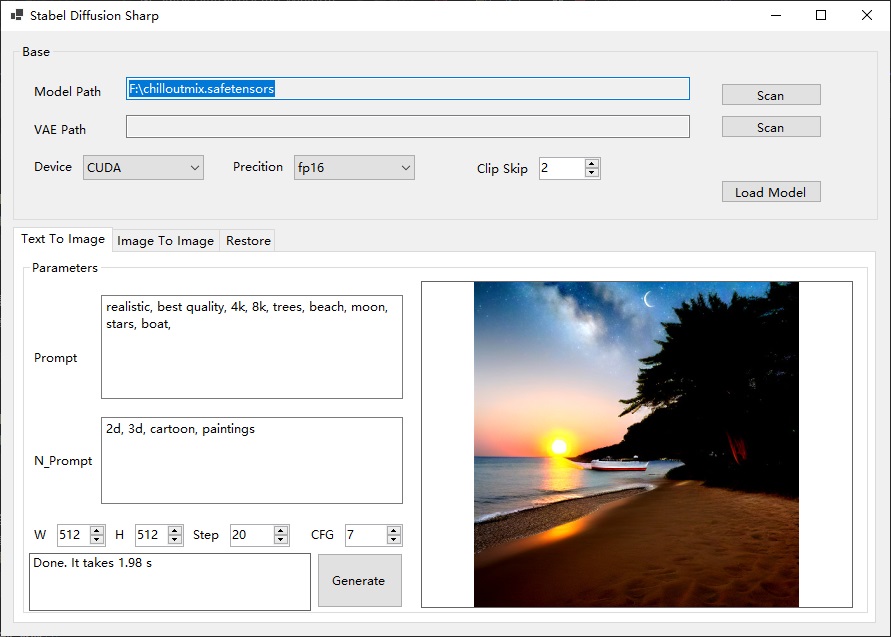 Stabel Diffusion Sharp
Base
Model Path
F:\chilloutmix.safetensors
Scan
VAE Path
Scan
Device
CUDA
Precition
fp16
Clip Skip
2
Load Model
Text To Image
Image To Image
Restore
Parameters
Prompt
realistic, best quality, 4k, 8k, trees, beach, moon,
stars, boat,
N_Prompt
2d, 3d, cartoon, paintings
W
512
H
512
Step
20
CFG
7
Done. It takes 1.98 s
Generate